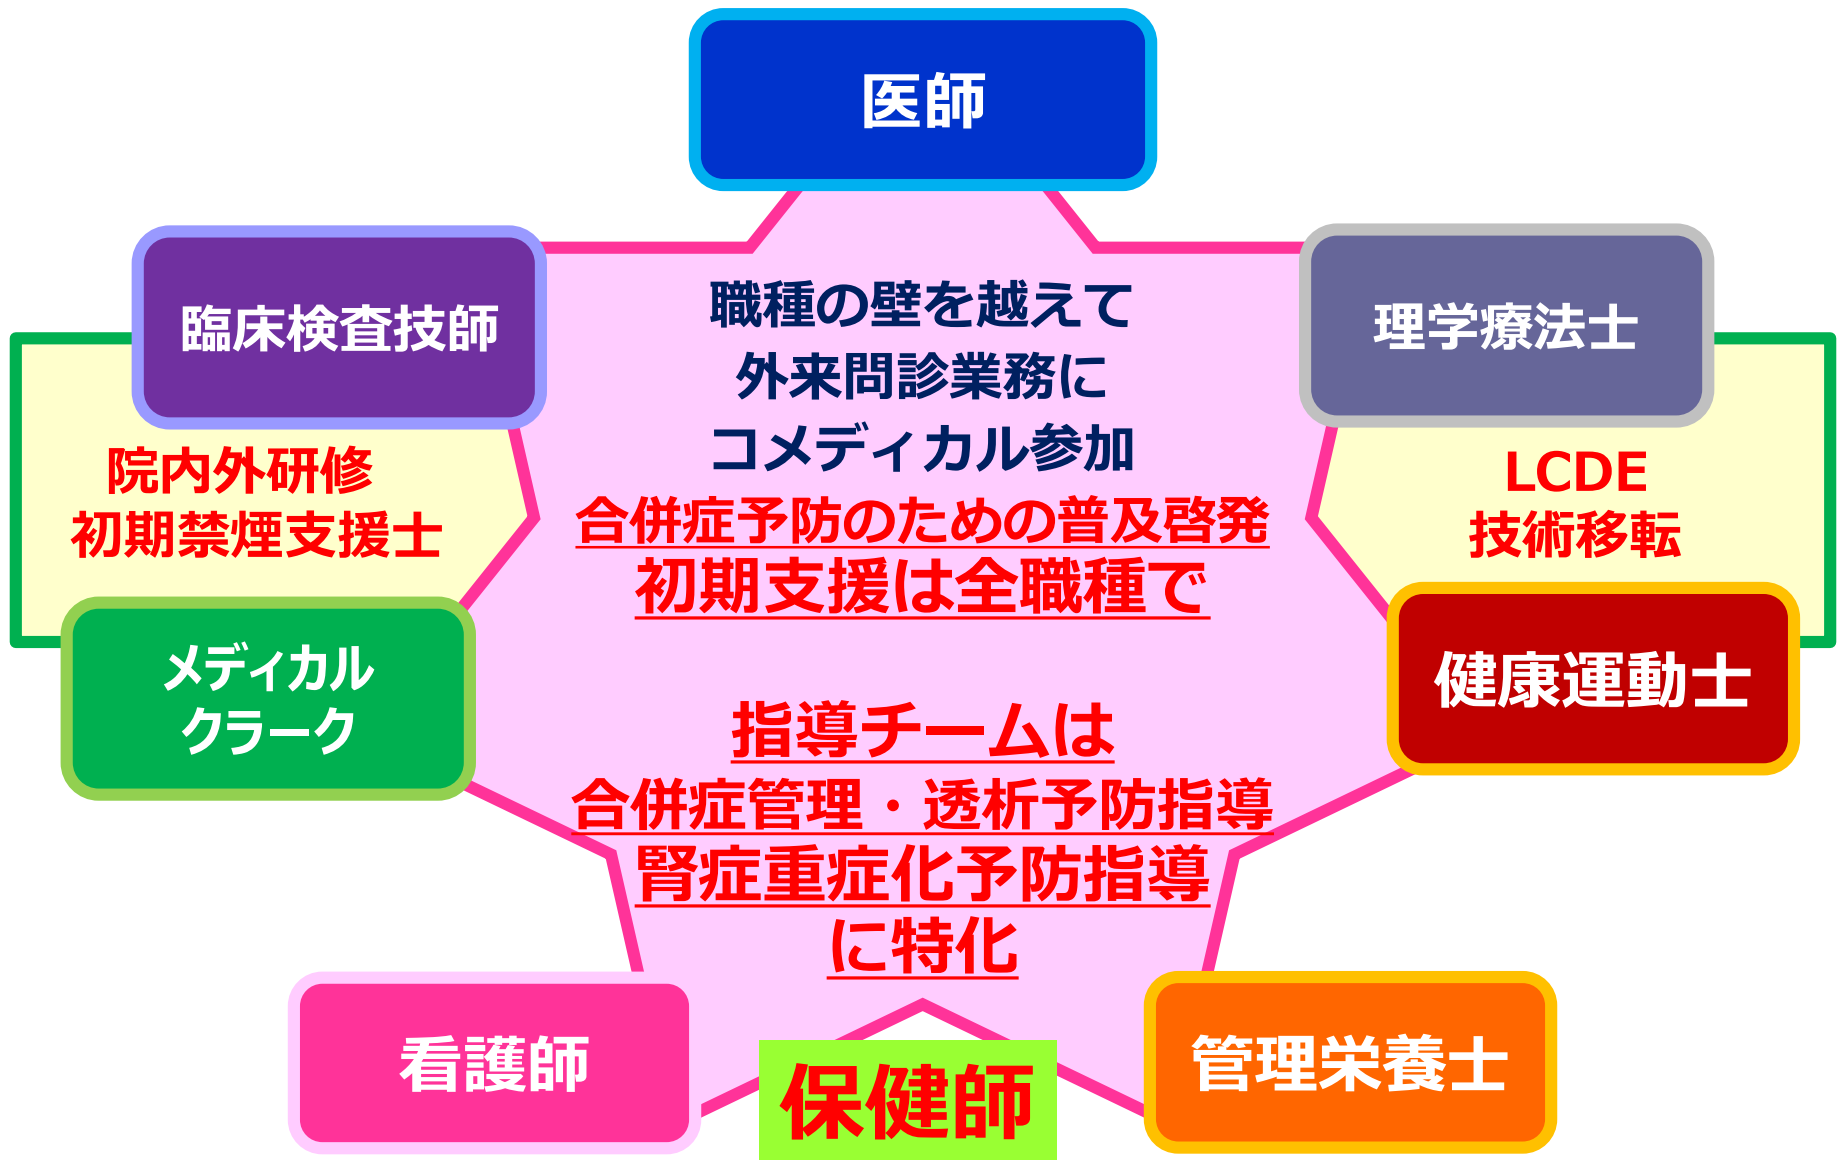 医師
臨床検査技師
理学療法士
職種の壁を越えて
外来問診業務に
コメディカル参加
合併症予防のための普及啓発
初期支援は全職種で
院内外研修
初期禁煙支援士
LCDE
技術移転
メディカル
クラーク
健康運動士
指導チームは
合併症管理・透析予防指導
腎症重症化予防指導
に特化
看護師
保健師
管理栄養士